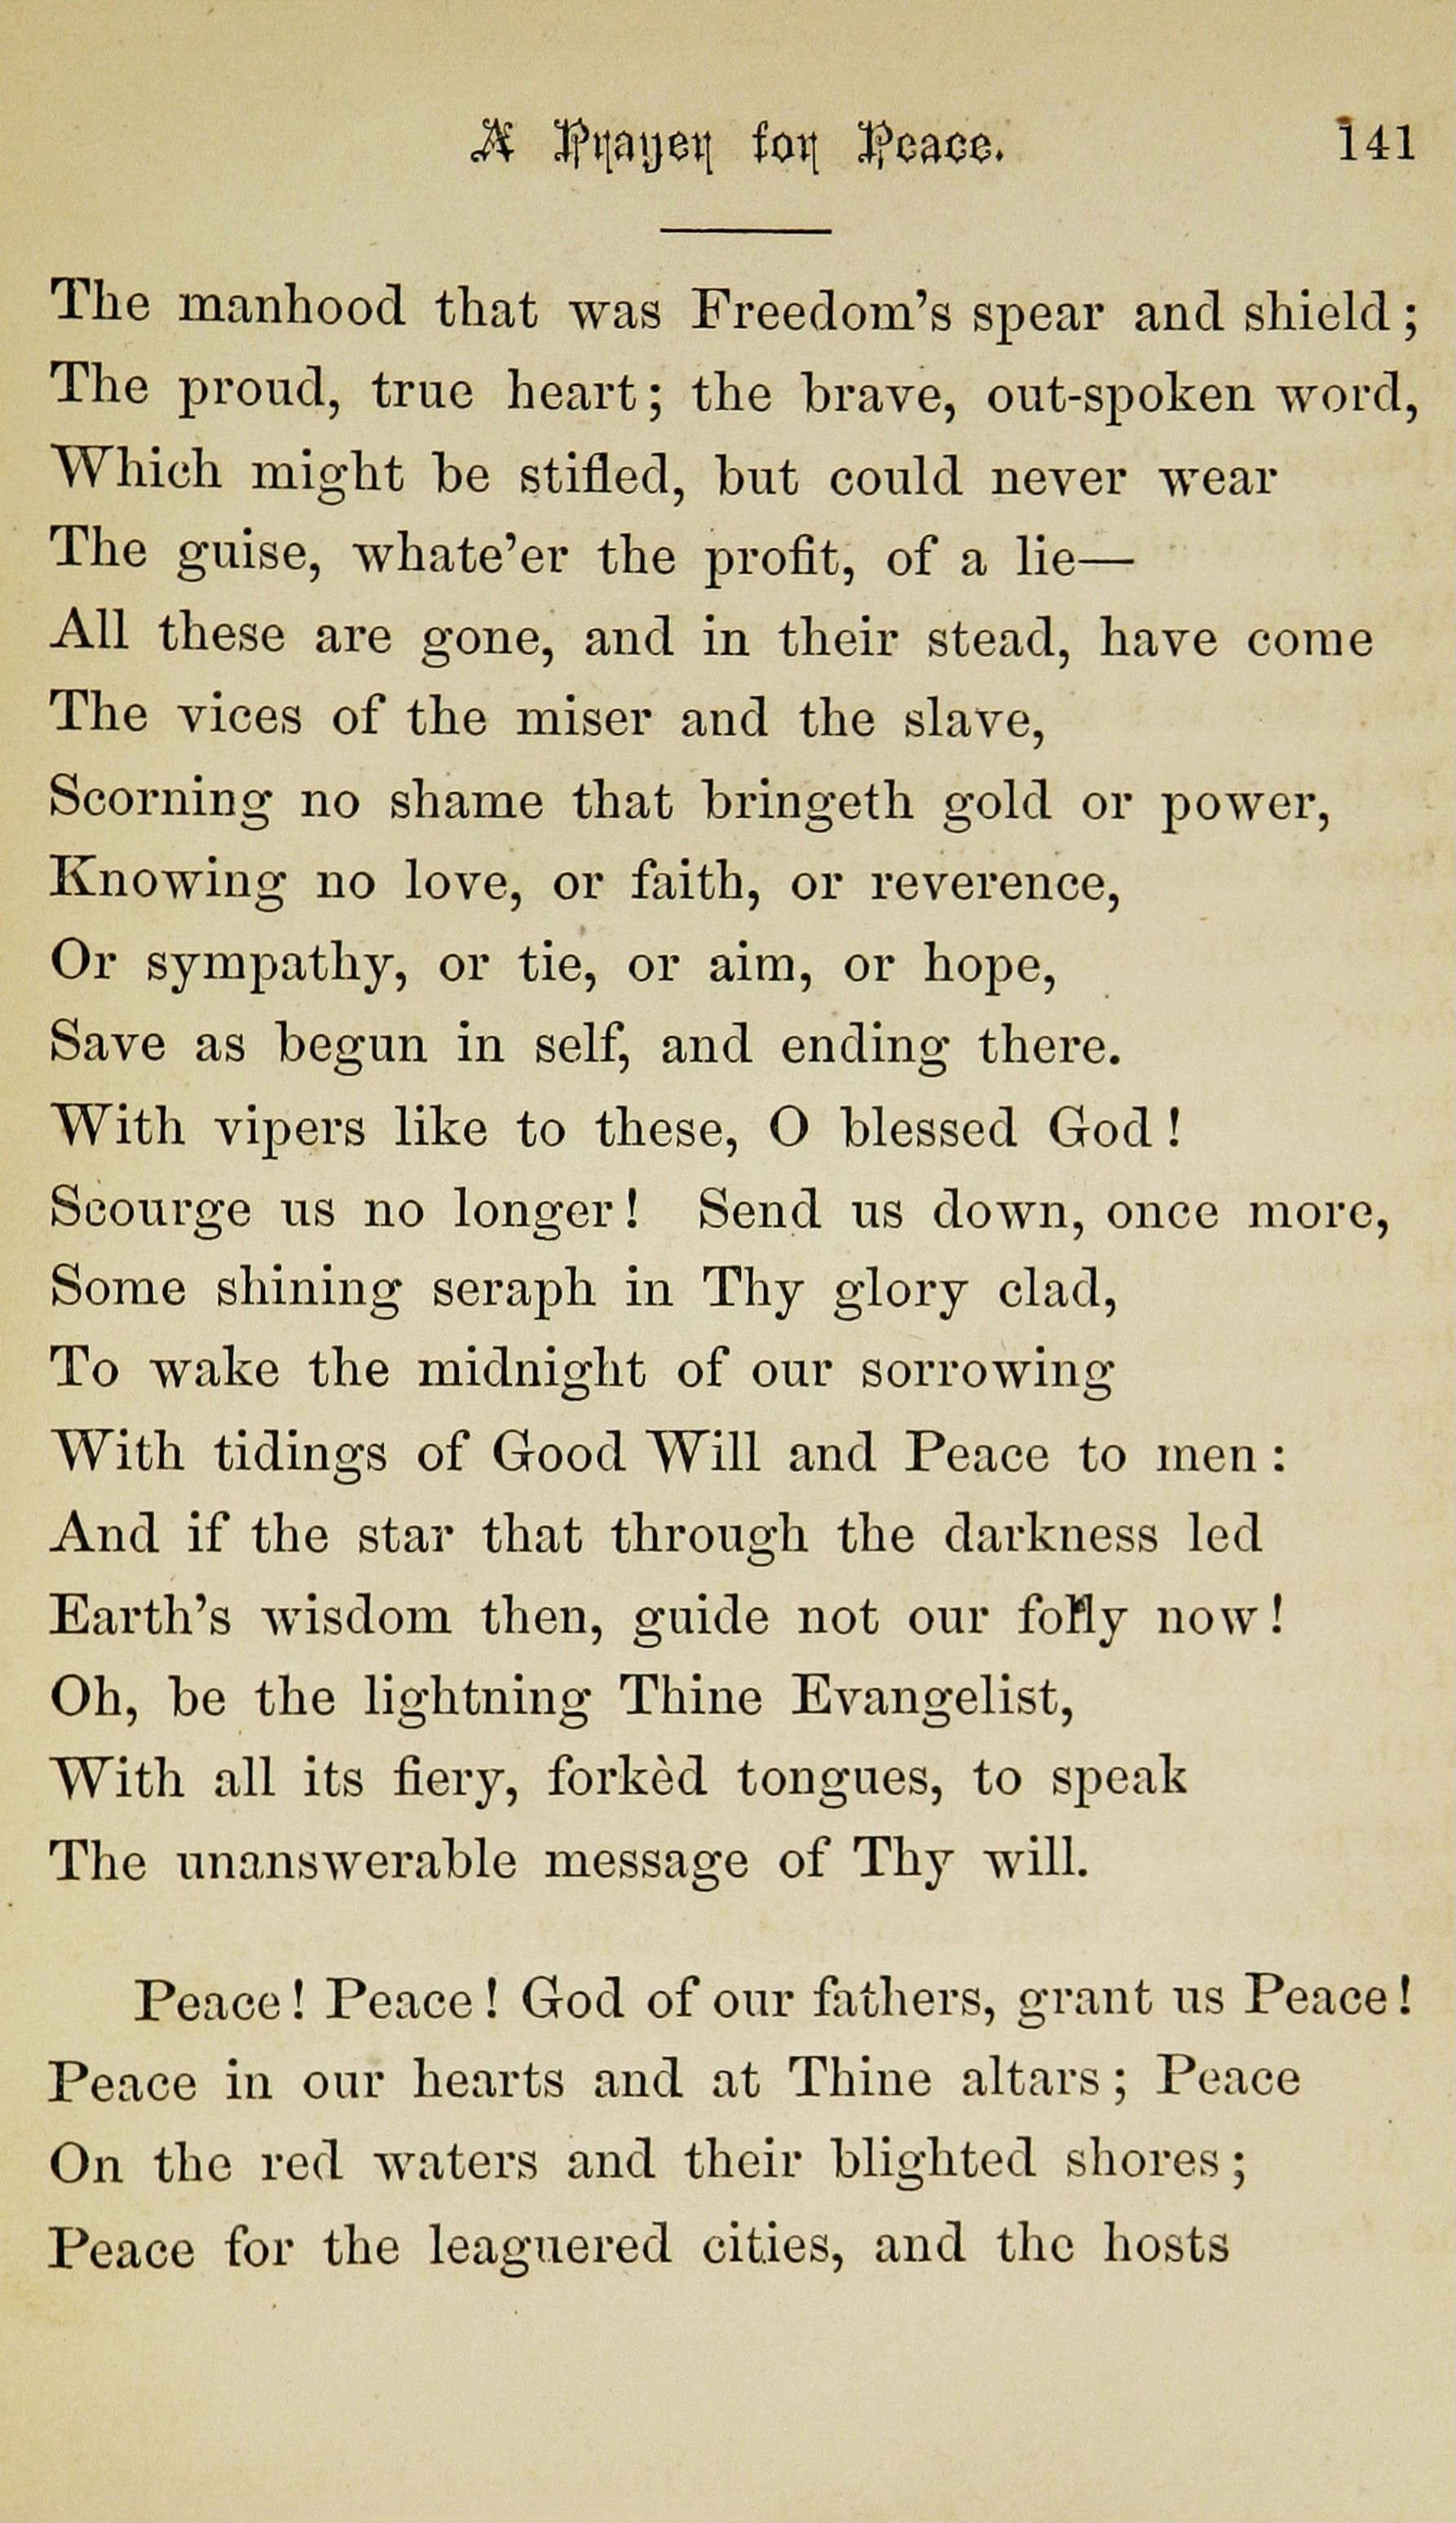 A Prayer for Peace. 141
The manhood that was Freedom's spear and shield;
The proud, true heart; the brave, out-spoken word,
Which might be stifled, but could never wear
The guise, whate'er the profit, of a lie—
All these are gone, and in their stead, have come
The vices of the miser and the slave,
Scorning no shame that bringeth gold or power,
Knowing no love, or faith, or reverence,
Or sympathy, or tie, or aim, or hope,
Save as begun in self, and ending there.
With vipers like to these, O blessed God!
Scourge us no longer! Send us down, once more,
Some shining seraph in Thy glory clad,
To wake the midnight of our sorrowing
With tidings of Good Will and Peace to men:
And if the star that through the darkness led
Earth's wisdom then, guide not our folly now!
Oh, be the lightning Thine Evangelist,
With all its fiery, forkèd tongues, to speak
The unanswerable message of Thy will.
Peace! Peace! God of our fathers, grant us Peace!
Peace in our hearts and at Thine altars; Peace
On the red waters and their blighted shores;
Peace for the leaguered cities, and the hosts